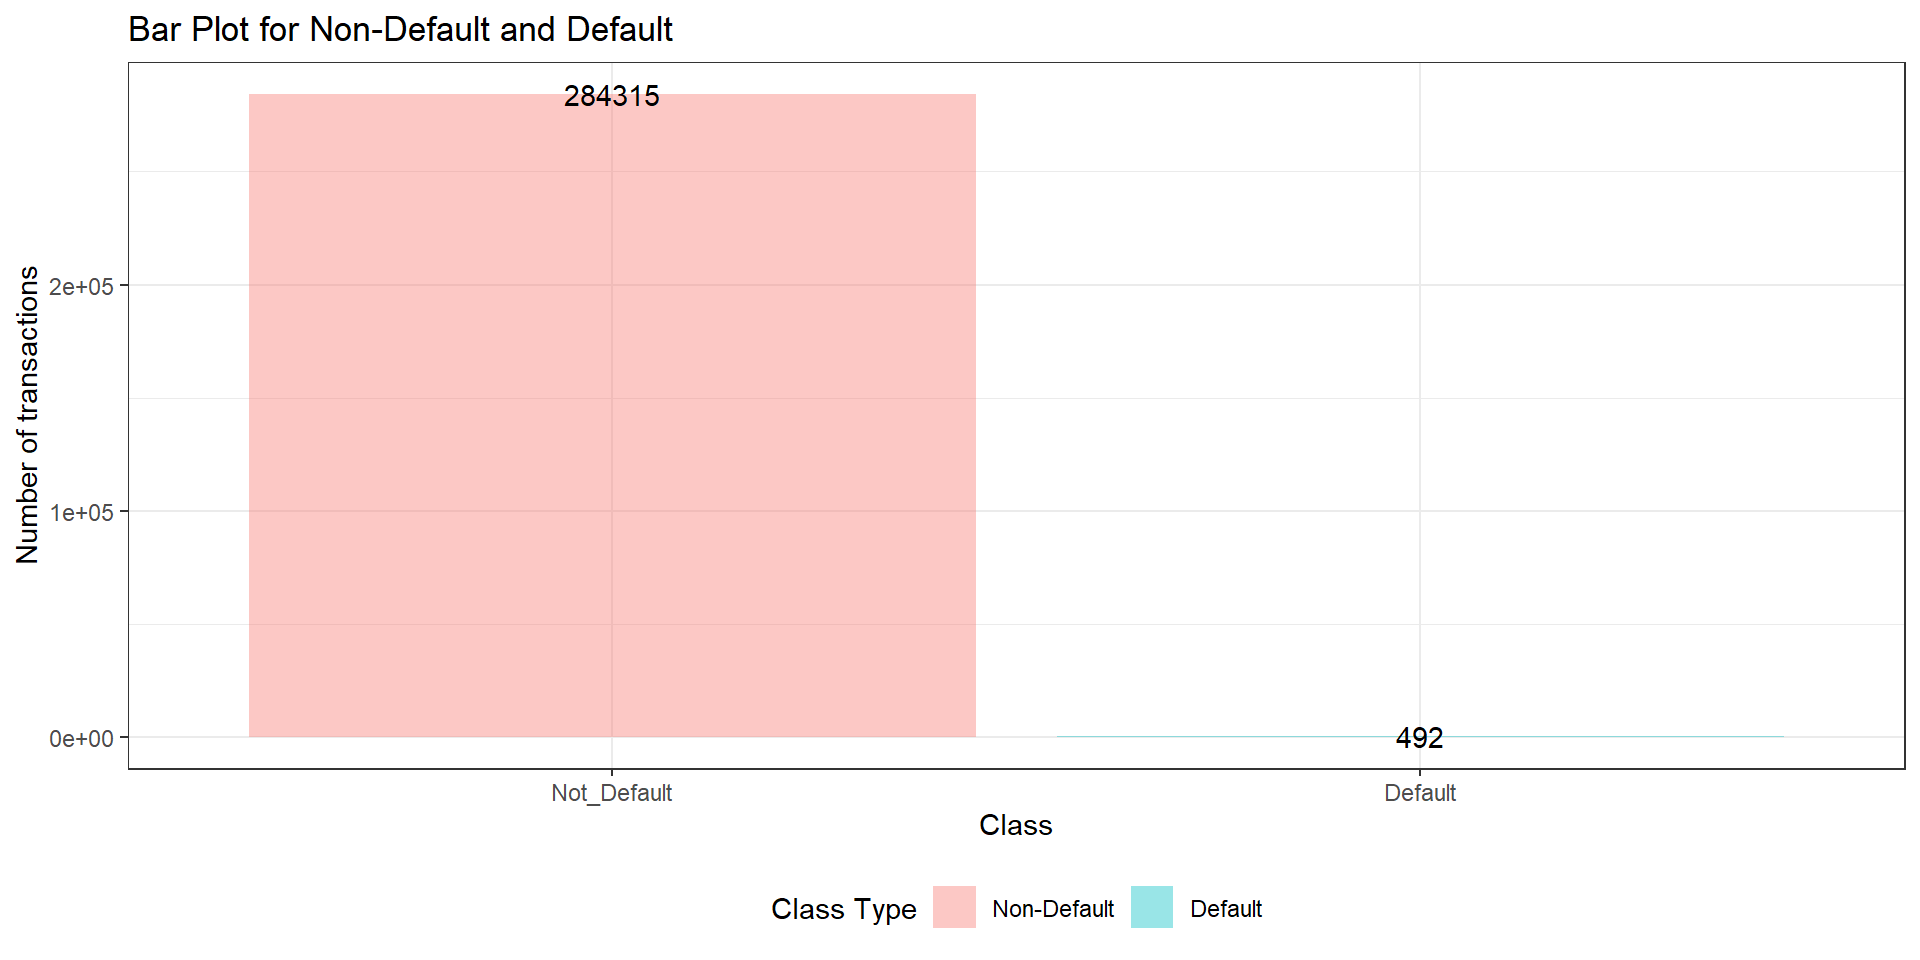 Bar Plot for Non-Default and Default
Number of transactions
2e+05
1e+05
0e+00
284315
492
Not_Default
Default
Class
Class Type
Non-Default
Default